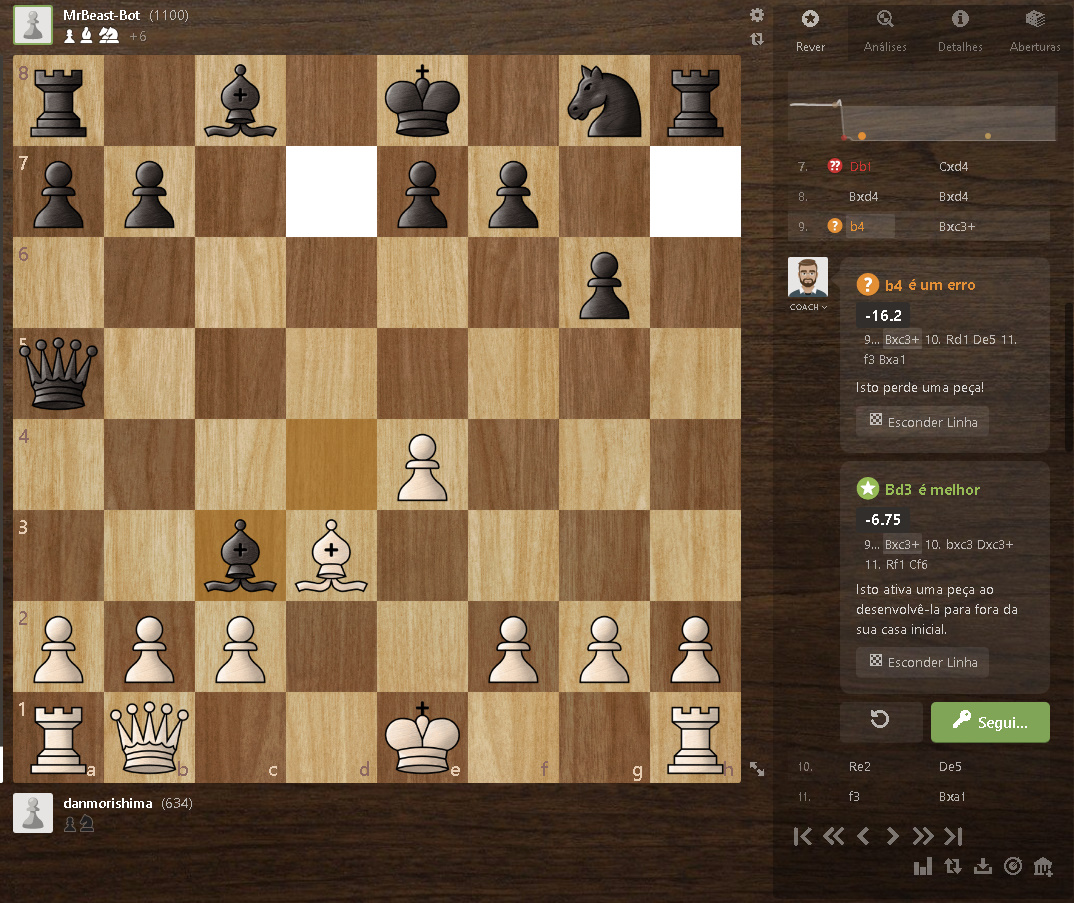 MrBeast-Bot (1100)
+6
Rever
Análises
Detalhes
Aberturas
8
7
6
5
4
3
2
1
a
b
c
d
e
f
g
h
7. ?? Db1 Cxd4
8. Bxd4 Bxd4
9. ? b4 Bxc3+
COACH
? b4 é um erro
-16.2
9... Bxc3+ 10. Rd1 De5 11.
f3 Bxa1
Isto perde uma peça!
Esconder Linha
Bd3 é melhor
-6.75
9... Bxc3+ 10. bxc3 Dxc3+
11. Rf1 Cf6
Isto ativa uma peça ao
desenvolvê-la para fora da
sua casa inicial.
Esconder Linha
Segui...
10. Re2 De5
11. f3 Bxa1
danmorishima (634)